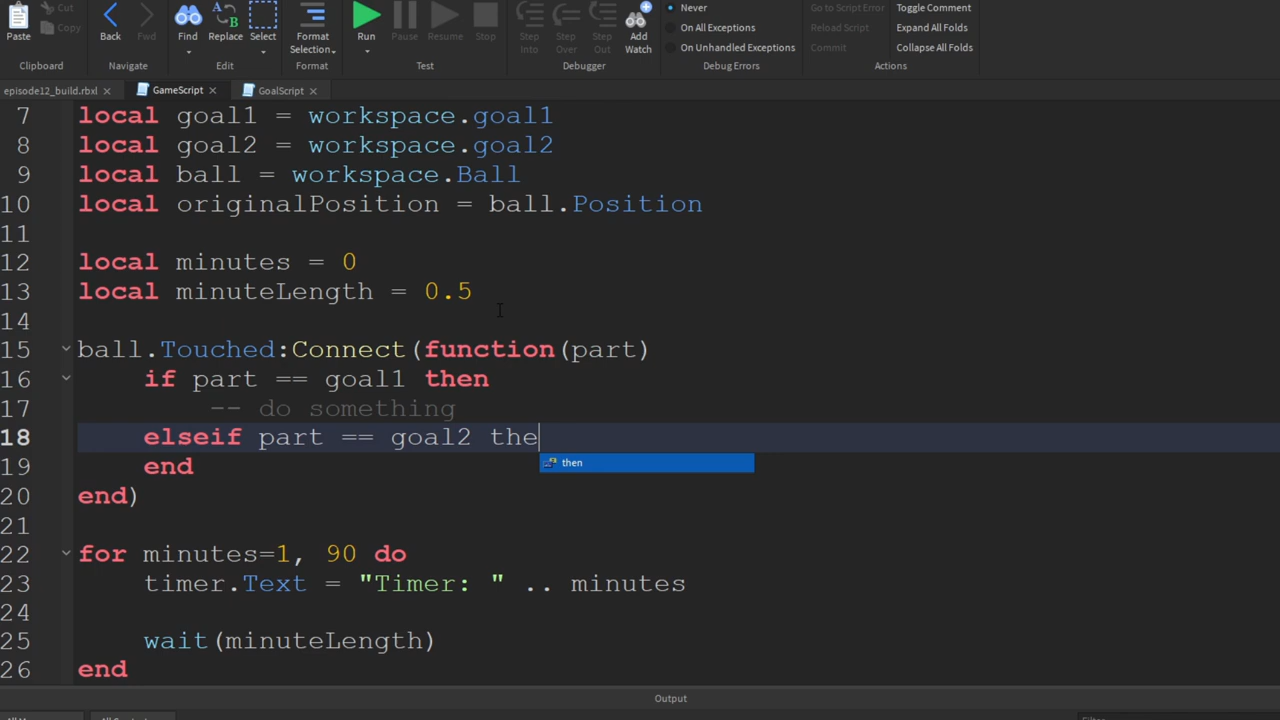 Cut
Copy
Paste
Clipboard
Back
Fwd
Navigate
Find
Replace
Select
Edit
Format
Selection
Format
Run
Pause
Resume
Stop
Test
Step
Into
Step
Over
Step
Out
Add
Watch
Debugger
Never
On All Exceptions
On Unhandled Exceptions
Debug Errors
Go to Script Error
Reload Script
Commit
Toggle Comment
Expand All Folds
Collapse All Folds
Actions
episode12_build.rbxl × GameScript × GoalScript ×
7 local goal1 = workspace.goal1
8 local goal2 = workspace.goal2
9 local ball = workspace.Ball
10 local originalPosition = ball.Position
11
12 local minutes = 0
13 local minuteLength = 0.5
14
15 ball.Touched:Connect(function(part)
16 if part == goal1 then
17 -- do something
18 elseif part == goal2 the
then
19 end
20 end)
21
22 for minutes=1, 90 do
23 timer.Text = "Timer: " .. minutes
24
25 wait(minuteLength)
26 end
Output